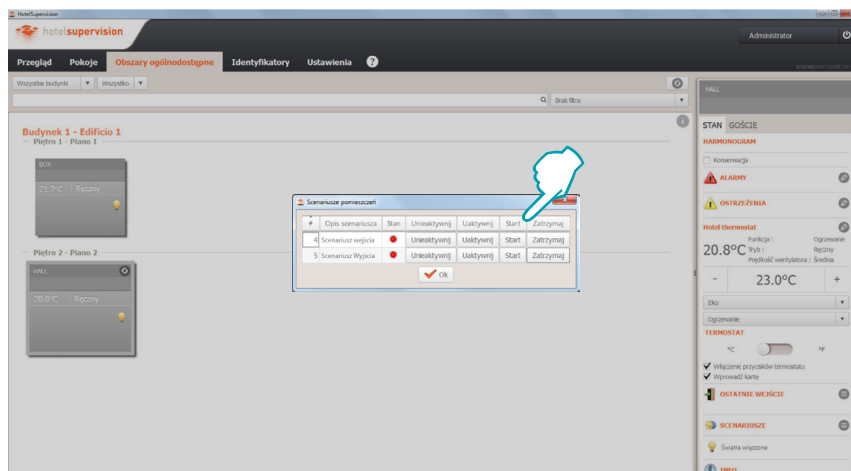 HotelSupervision
hotelsupervision
Administrator
Przegląd Pokoje Obszary ogólnodostępne Identyfikatory Ustawienia ?
Wszystkie budynki Wszystko
Brak filtra
HALL
Budynek 1 - Edificio 1
Piętro 1 - Piano 1
BOX
21.7°C Ręczny
Piętro 2 - Piano 2
HALL
20.8°C Ręczny
Scenariusze pomieszczeń
# Opis scenariusza Stan Unieaktywnij Uaktywnij Start Zatrzymaj
4 Scenariusz wejścia Unieaktywnij Uaktywnij Start Zatrzymaj
5 Scenariusz Wyjścia Unieaktywnij Uaktywnij Start Zatrzymaj
Ok
STAN GOŚCIE
HARMONOGRAM
Konserwacja
ALARMY
OSTRZEŻENIA
Hotel thermostat
Funkcja : Ogrzewanie
20.8°C Tryb : Ręczny
Prędkość wentylatora : Średnia
- 23.0°C +
Eko
Ogrzewanie
TERMOSTAT
°C °F
Włączenie przycisków termostatu
Wprowadź kartę
OSTATNIE WEJŚCIE
SCENARIUSZE
Światła włączone
INFO